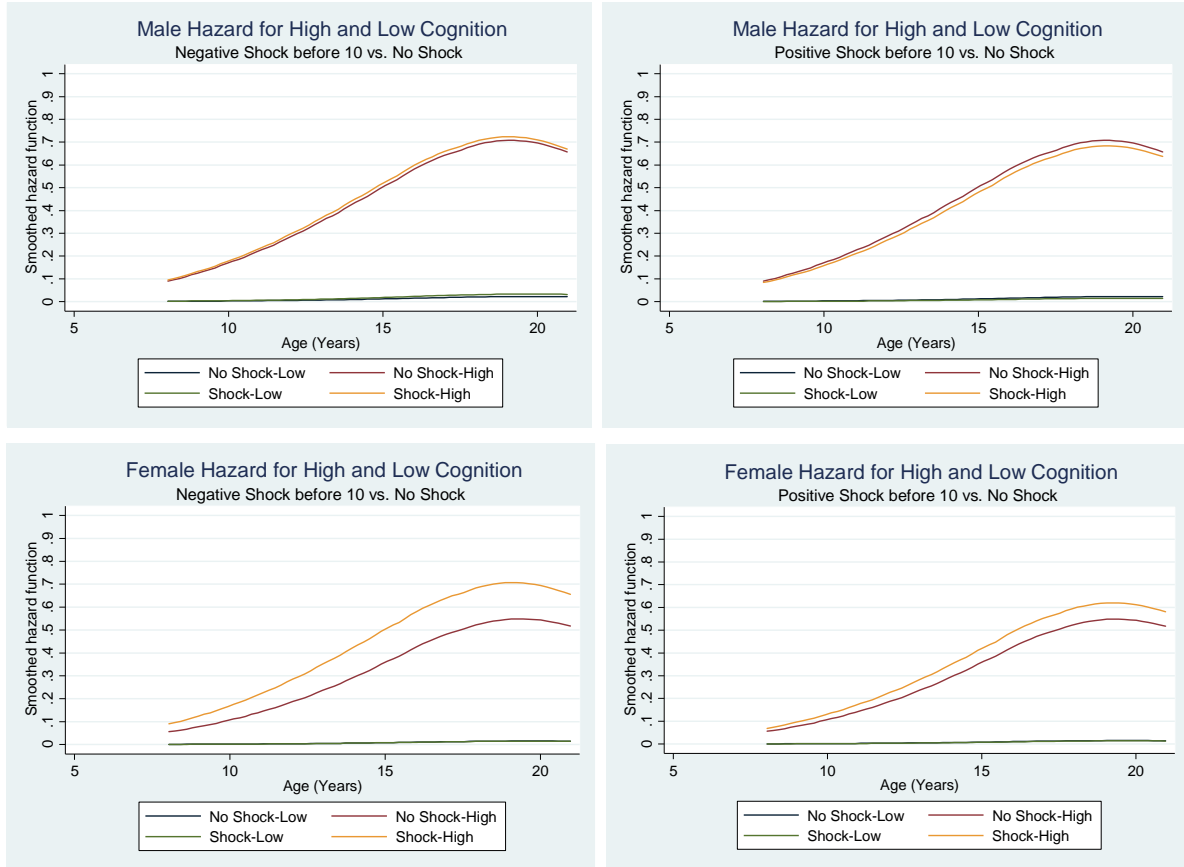 Male Hazard for High and Low Cognition
Negative Shock before 10 vs. No Shock
Smoothed hazard function
0 .1 .2 .3 .4 .5 .6 .7 .8 .9 1
5 10 15 20
Age (Years)
No Shock-Low No Shock-High
Shock-Low Shock-High
Male Hazard for High and Low Cognition
Positive Shock before 10 vs. No Shock
Smoothed hazard function
0 .1 .2 .3 .4 .5 .6 .7 .8 .9 1
5 10 15 20
Age (Years)
No Shock-Low No Shock-High
Shock-Low Shock-High
Female Hazard for High and Low Cognition
Negative Shock before 10 vs. No Shock
Smoothed hazard function
0 .1 .2 .3 .4 .5 .6 .7 .8 .9 1
5 10 15 20
Age (Years)
No Shock-Low No Shock-High
Shock-Low Shock-High
Female Hazard for High and Low Cognition
Positive Shock before 10 vs. No Shock
Smoothed hazard function
0 .1 .2 .3 .4 .5 .6 .7 .8 .9 1
5 10 15 20
Age (Years)
No Shock-Low No Shock-High
Shock-Low Shock-High